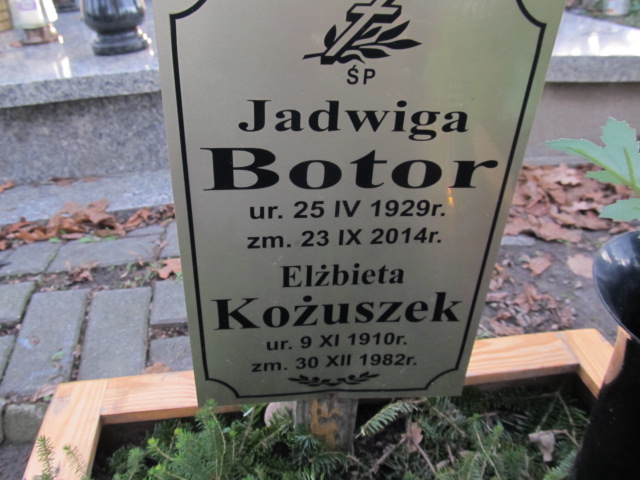 ŚP
Jadwiga
Botor
ur. 25 IV 1929r.
zm. 23 IX 2014r.
Elżbieta
Kożuszek
ur. 9 XI 1910r.
zm. 30 XII 1982r.